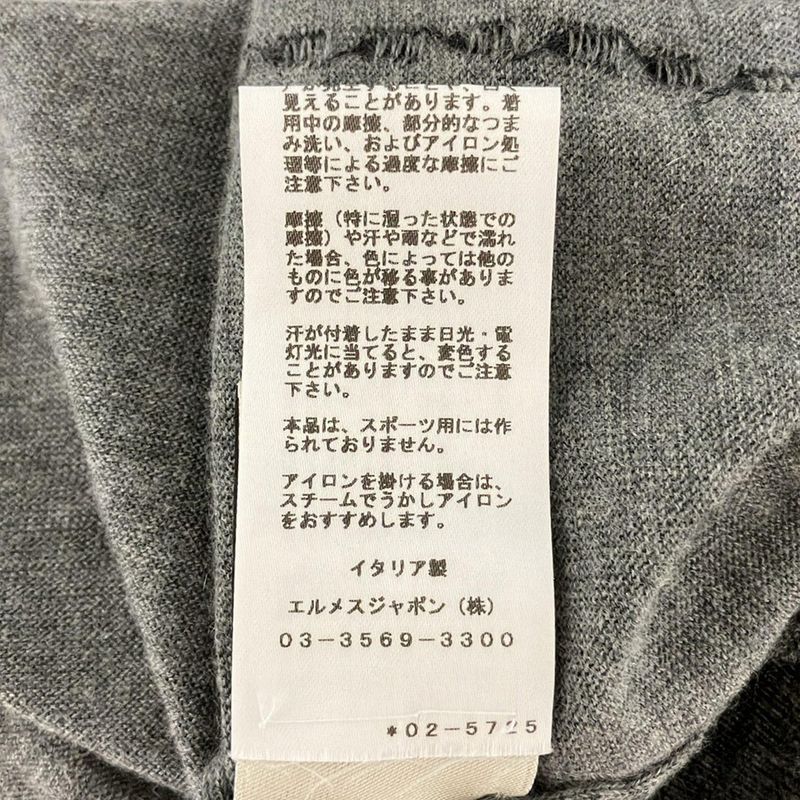 見えることがあります。着
用中の摩擦、部分的なつま
み洗い、およびアイロン処
理等による過度な摩擦にご
注意下さい。
摩擦（特に湿った状態での
摩擦）や汗や雨などで濡れ
た場合、色によっては他の
ものに色が移る事がありま
すのでご注意下さい。
汗が付着したまま日光・電
灯光に当てると、変色する
ことがありますのでご注意
下さい。
本品は、スポーツ用には作
られておりません。
アイロンを掛ける場合は、
スチームでうかしアイロン
をおすすめします。
イタリア製
エルメスジャポン（株）
03-3569-3300
*02-5725